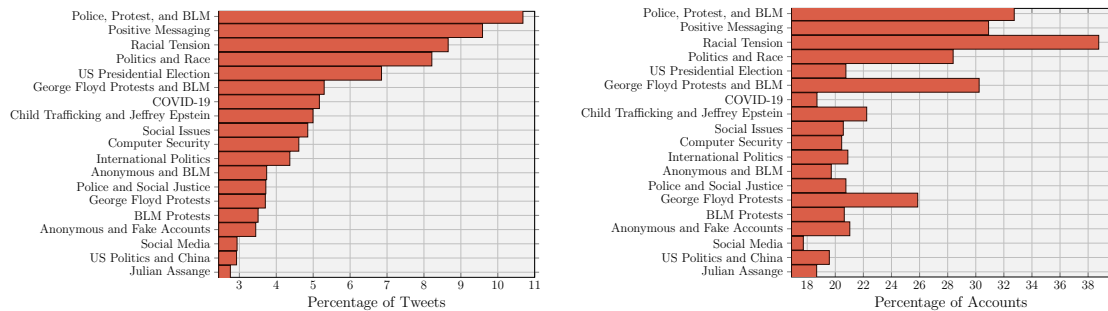 Police, Protest, and BLM
Positive Messaging
Racial Tension
Politics and Race
US Presidential Election
George Floyd Protests and BLM
COVID-19
Child Trafficking and Jeffrey Epstein
Social Issues
Computer Security
International Politics
Anonymous and BLM
Police and Social Justice
George Floyd Protests
BLM Protests
Anonymous and Fake Accounts
Social Media
US Politics and China
Julian Assange
3 4 5 6 7 8 9 10 11
Percentage of Tweets
Police, Protest, and BLM
Positive Messaging
Racial Tension
Politics and Race
US Presidential Election
George Floyd Protests and BLM
COVID-19
Child Trafficking and Jeffrey Epstein
Social Issues
Computer Security
International Politics
Anonymous and BLM
Police and Social Justice
George Floyd Protests
BLM Protests
Anonymous and Fake Accounts
Social Media
US Politics and China
Julian Assange
18 20 22 24 26 28 30 32 34 36 38
Percentage of Accounts